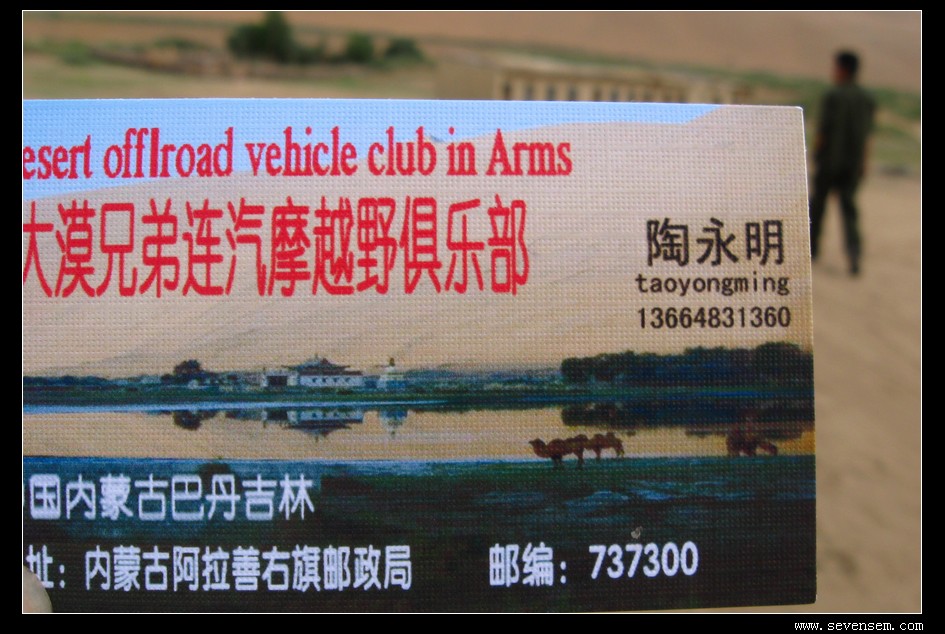 esert offlroad vehicle club in Arms
大漠兄弟连汽摩越野俱乐部
陶永明
taoyongming
13664831360
国内蒙古巴丹吉林
址：内蒙古阿拉善右旗邮政局 邮编：737300
www.sevensem.com